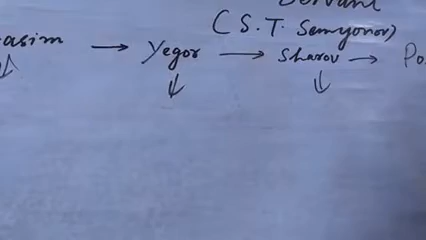 Servant
(S. T. Semyonov)
asim → Yegor → Sharov → Po